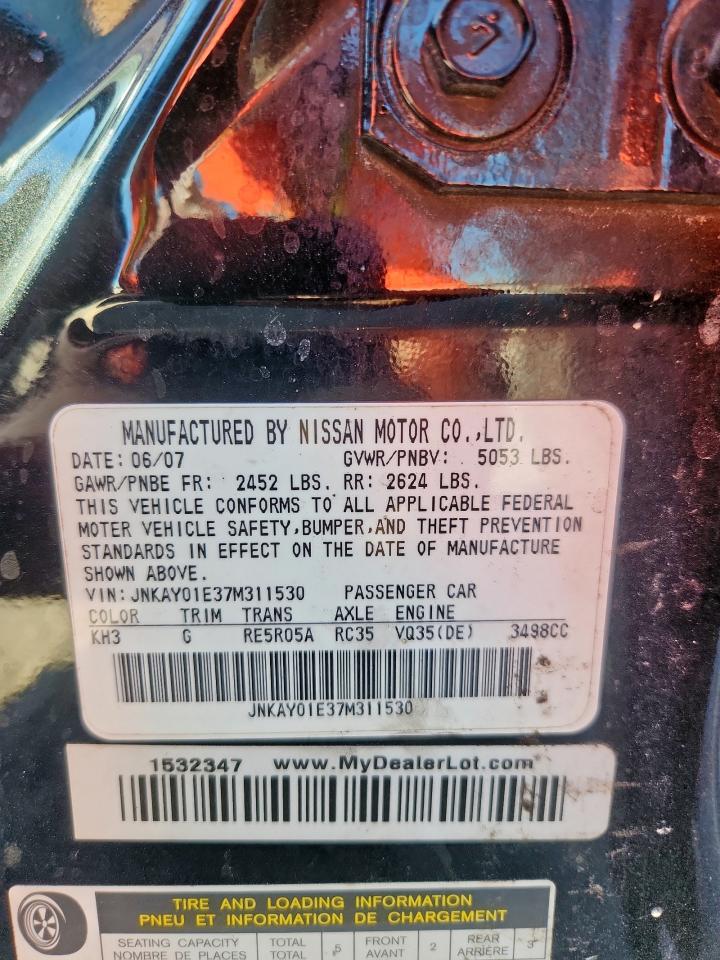 MANUFACTURED BY NISSAN MOTOR CO.,LTD.
DATE: 06/07 GVWR/PNBV: 5053 LBS.
GAWR/PNBE FR: 2452 LBS. RR: 2624 LBS.
THIS VEHICLE CONFORMS TO ALL APPLICABLE FEDERAL
MOTER VEHICLE SAFETY,BUMPER,AND THEFT PREVENTION
STANDARDS IN EFFECT ON THE DATE OF MANUFACTURE
SHOWN ABOVE.
VIN: JNKAY01E37M311530 PASSENGER CAR
COLOR TRIM TRANS AXLE ENGINE
KH3 G RE5R05A RC35 VQ35(DE) 3498CC
JNKAY01E37M311530
1532347 www.MyDealerLot.com
TIRE AND LOADING INFORMATION
PNEU ET INFORMATION DE CHARGEMENT
SEATING CAPACITY TOTAL 5 FRONT 2 REAR 3
NOMBRE DE PLACES TOTAL AVANT ARRIÈRE